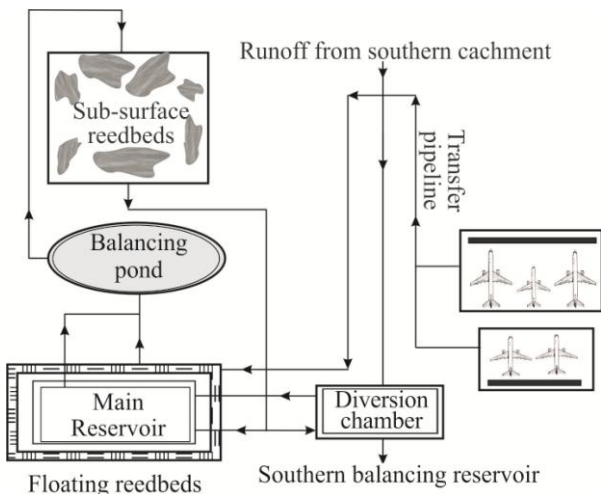 Runoff from southern cachment
Sub-surface
reedbeds
Transfer
pipeline
Balancing
pond
Main
Reservoir
Diversion
chamber
Floating reedbeds
Southern balancing reservoir